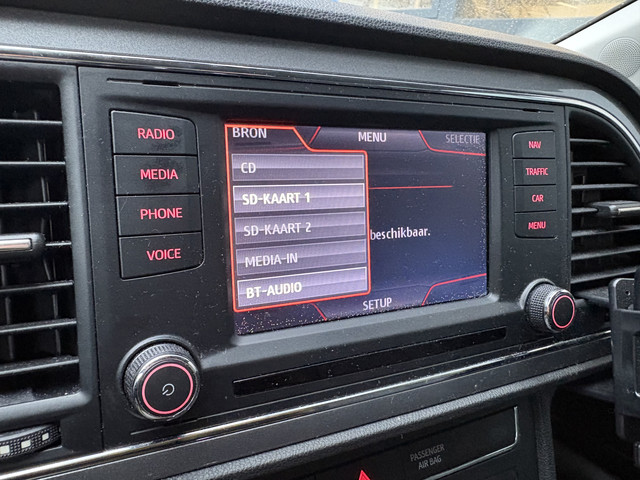 RADIO
MEDIA
PHONE
VOICE
BRON
MENU
SELECTIE
CD
SD-KAART 1
SD-KAART 2
MEDIA-IN
BT-AUDIO
beschikbaar.
SETUP
NAV
TRAFFIC
CAR
MENU
PASSENGER
AIR BAG